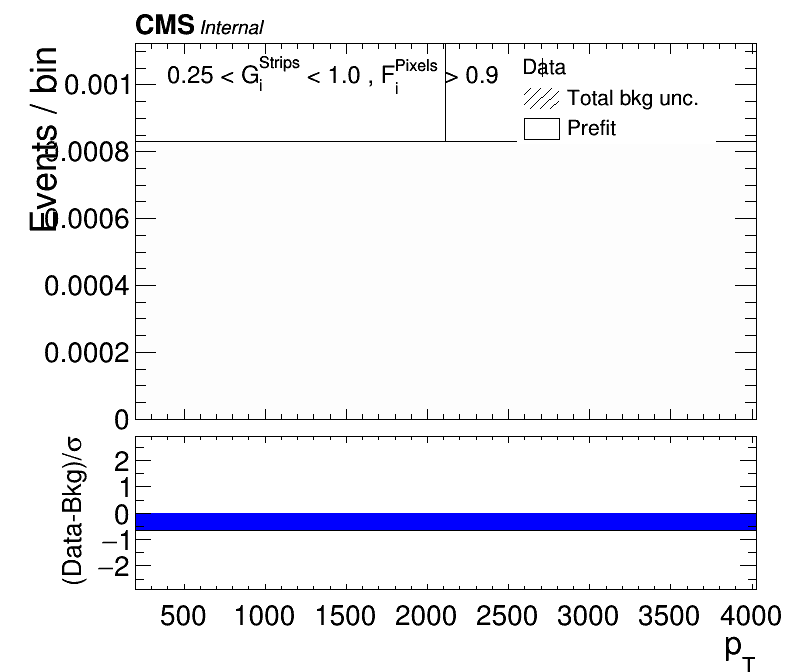 CMS Internal
0.25 < G_i^Strips < 1.0 , F_i^Pixels > 0.9
Data
Total bkg unc.
Prefit
Events / bin
0.001
0.0008
0.0006
0.0004
0.0002
0
(Data-Bkg)/σ
2
1
0
−1
−2
500 1000 1500 2000 2500 3000 3500 4000
p_T